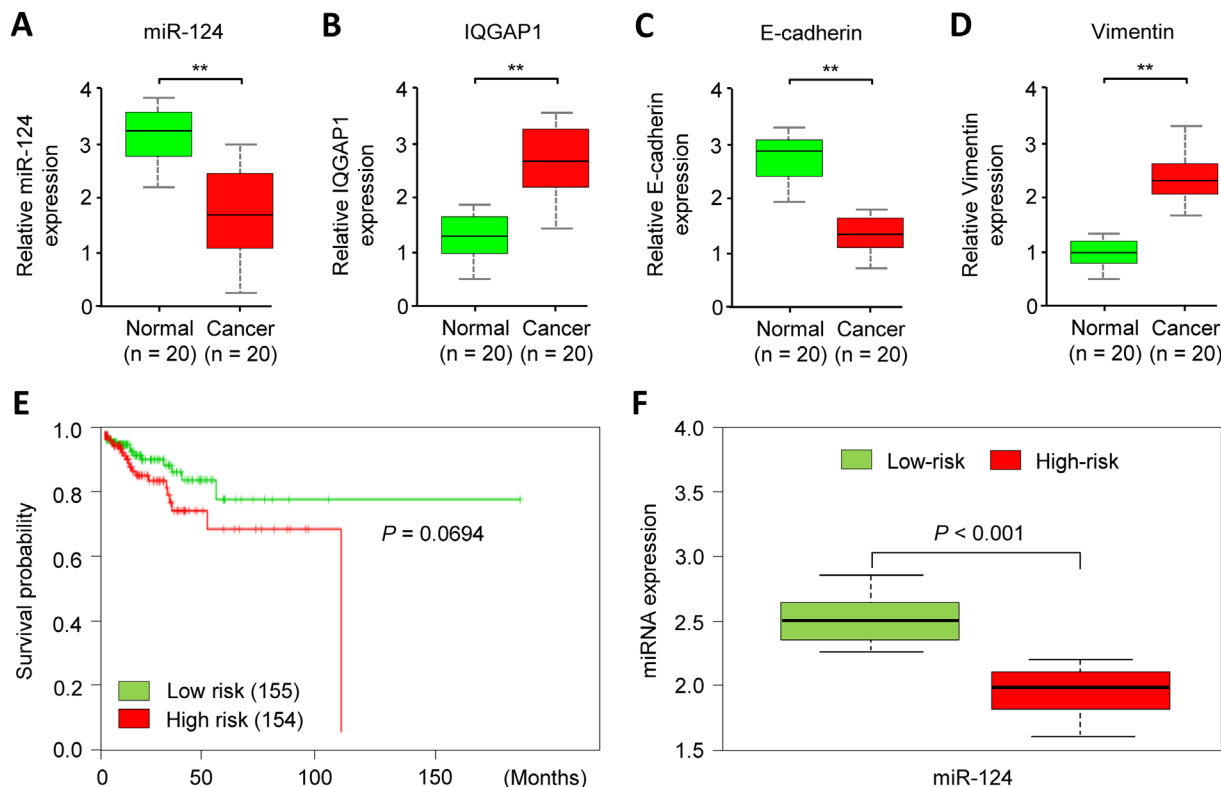 A
miR-124
**
Relative miR-124
expression
4
3
2
1
0
Normal
(n = 20)
Cancer
(n = 20)
B
IQGAP1
**
Relative IQGAP1
expression
4
3
2
1
0
Normal
(n = 20)
Cancer
(n = 20)
C
E-cadherin
**
Relative E-cadherin
expression
4
3
2
1
0
Normal
(n = 20)
Cancer
(n = 20)
D
Vimentin
**
Relative Vimentin
expression
4
3
2
1
0
Normal
(n = 20)
Cancer
(n = 20)
E
Survival probability
1.0
0.8
0.6
0.4
0.2
0.0
P = 0.0694
Low risk (155)
High risk (154)
0
50
100
150
(Months)
F
miRNA expression
4.0
3.5
3.0
2.5
2.0
1.5
Low-risk
High-risk
P < 0.001
miR-124